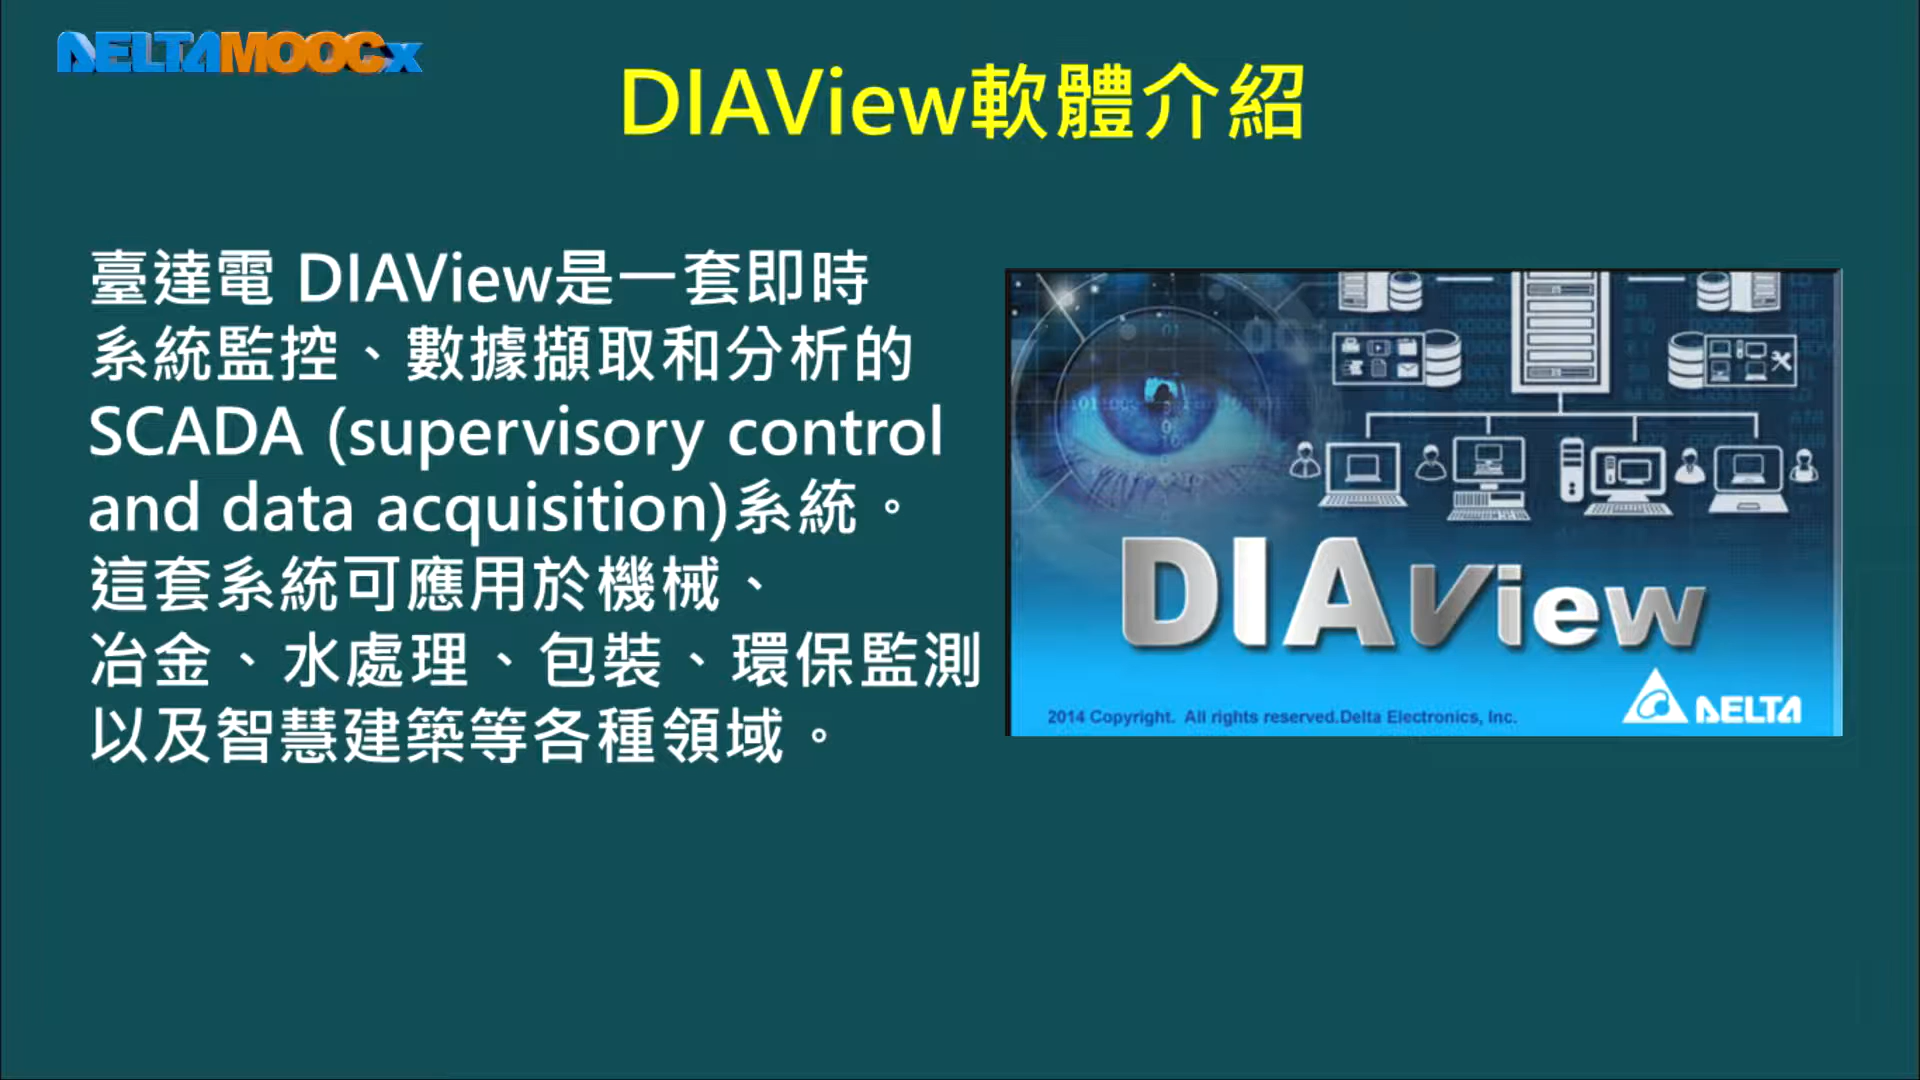 DELTAMOOCx
DIAView軟體介紹
臺達電 DIAView是一套即時
系統監控、數據擷取和分析的
SCADA (supervisory control
and data acquisition)系統。
這套系統可應用於機械、
冶金、水處理、包裝、環保監測
以及智慧建築等各種領域。
DIAView
2014 Copyright. All rights reserved.Delta Electronics, Inc.
DELTA